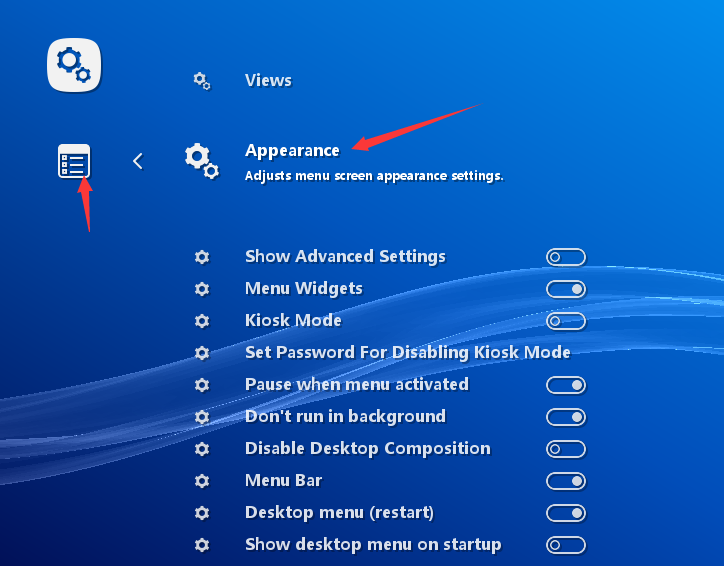 Views
Appearance
Adjusts menu screen appearance settings.
Show Advanced Settings
Menu Widgets
Kiosk Mode
Set Password For Disabling Kiosk Mode
Pause when menu activated
Don't run in background
Disable Desktop Composition
Menu Bar
Desktop menu (restart)
Show desktop menu on startup